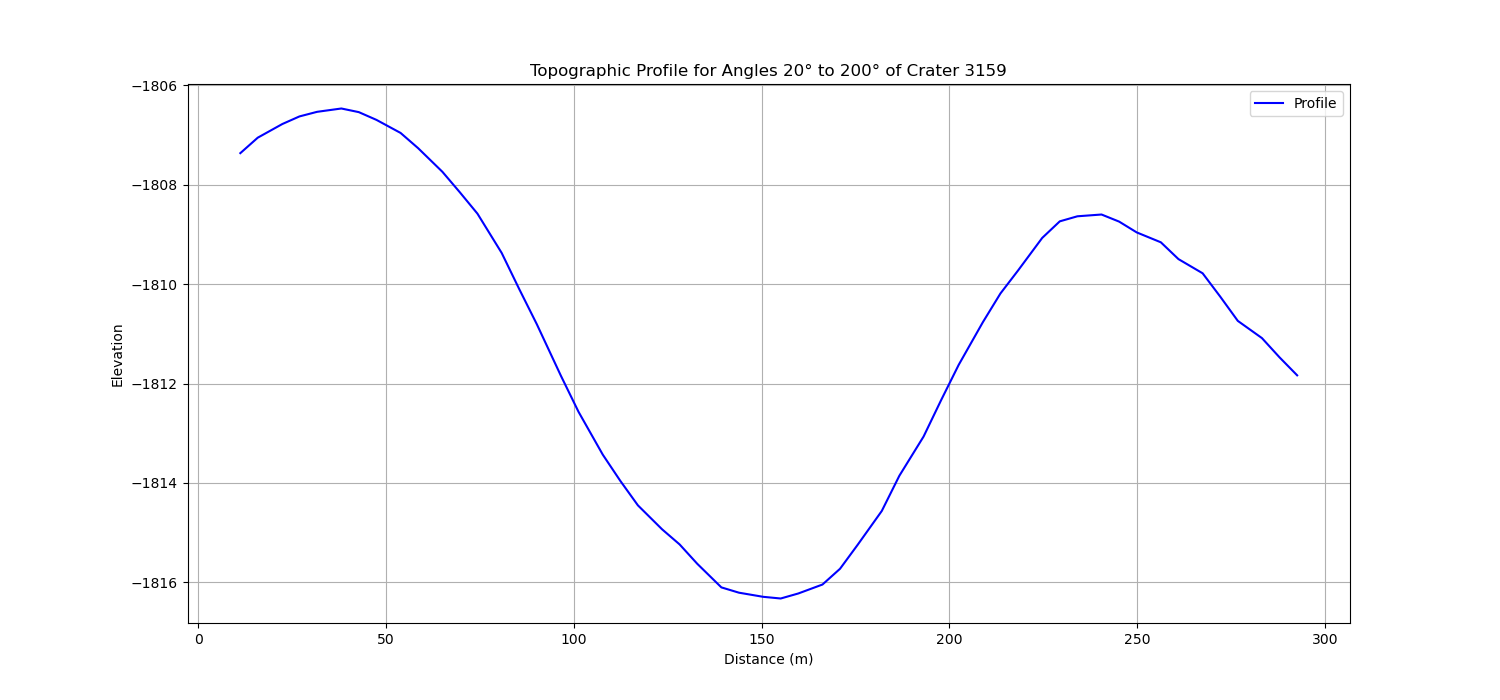 Topographic Profile for Angles 20° to 200° of Crater 3159
Profile
−1806
−1808
−1810
−1812
−1814
−1816
Elevation
0 50 100 150 200 250 300
Distance (m)